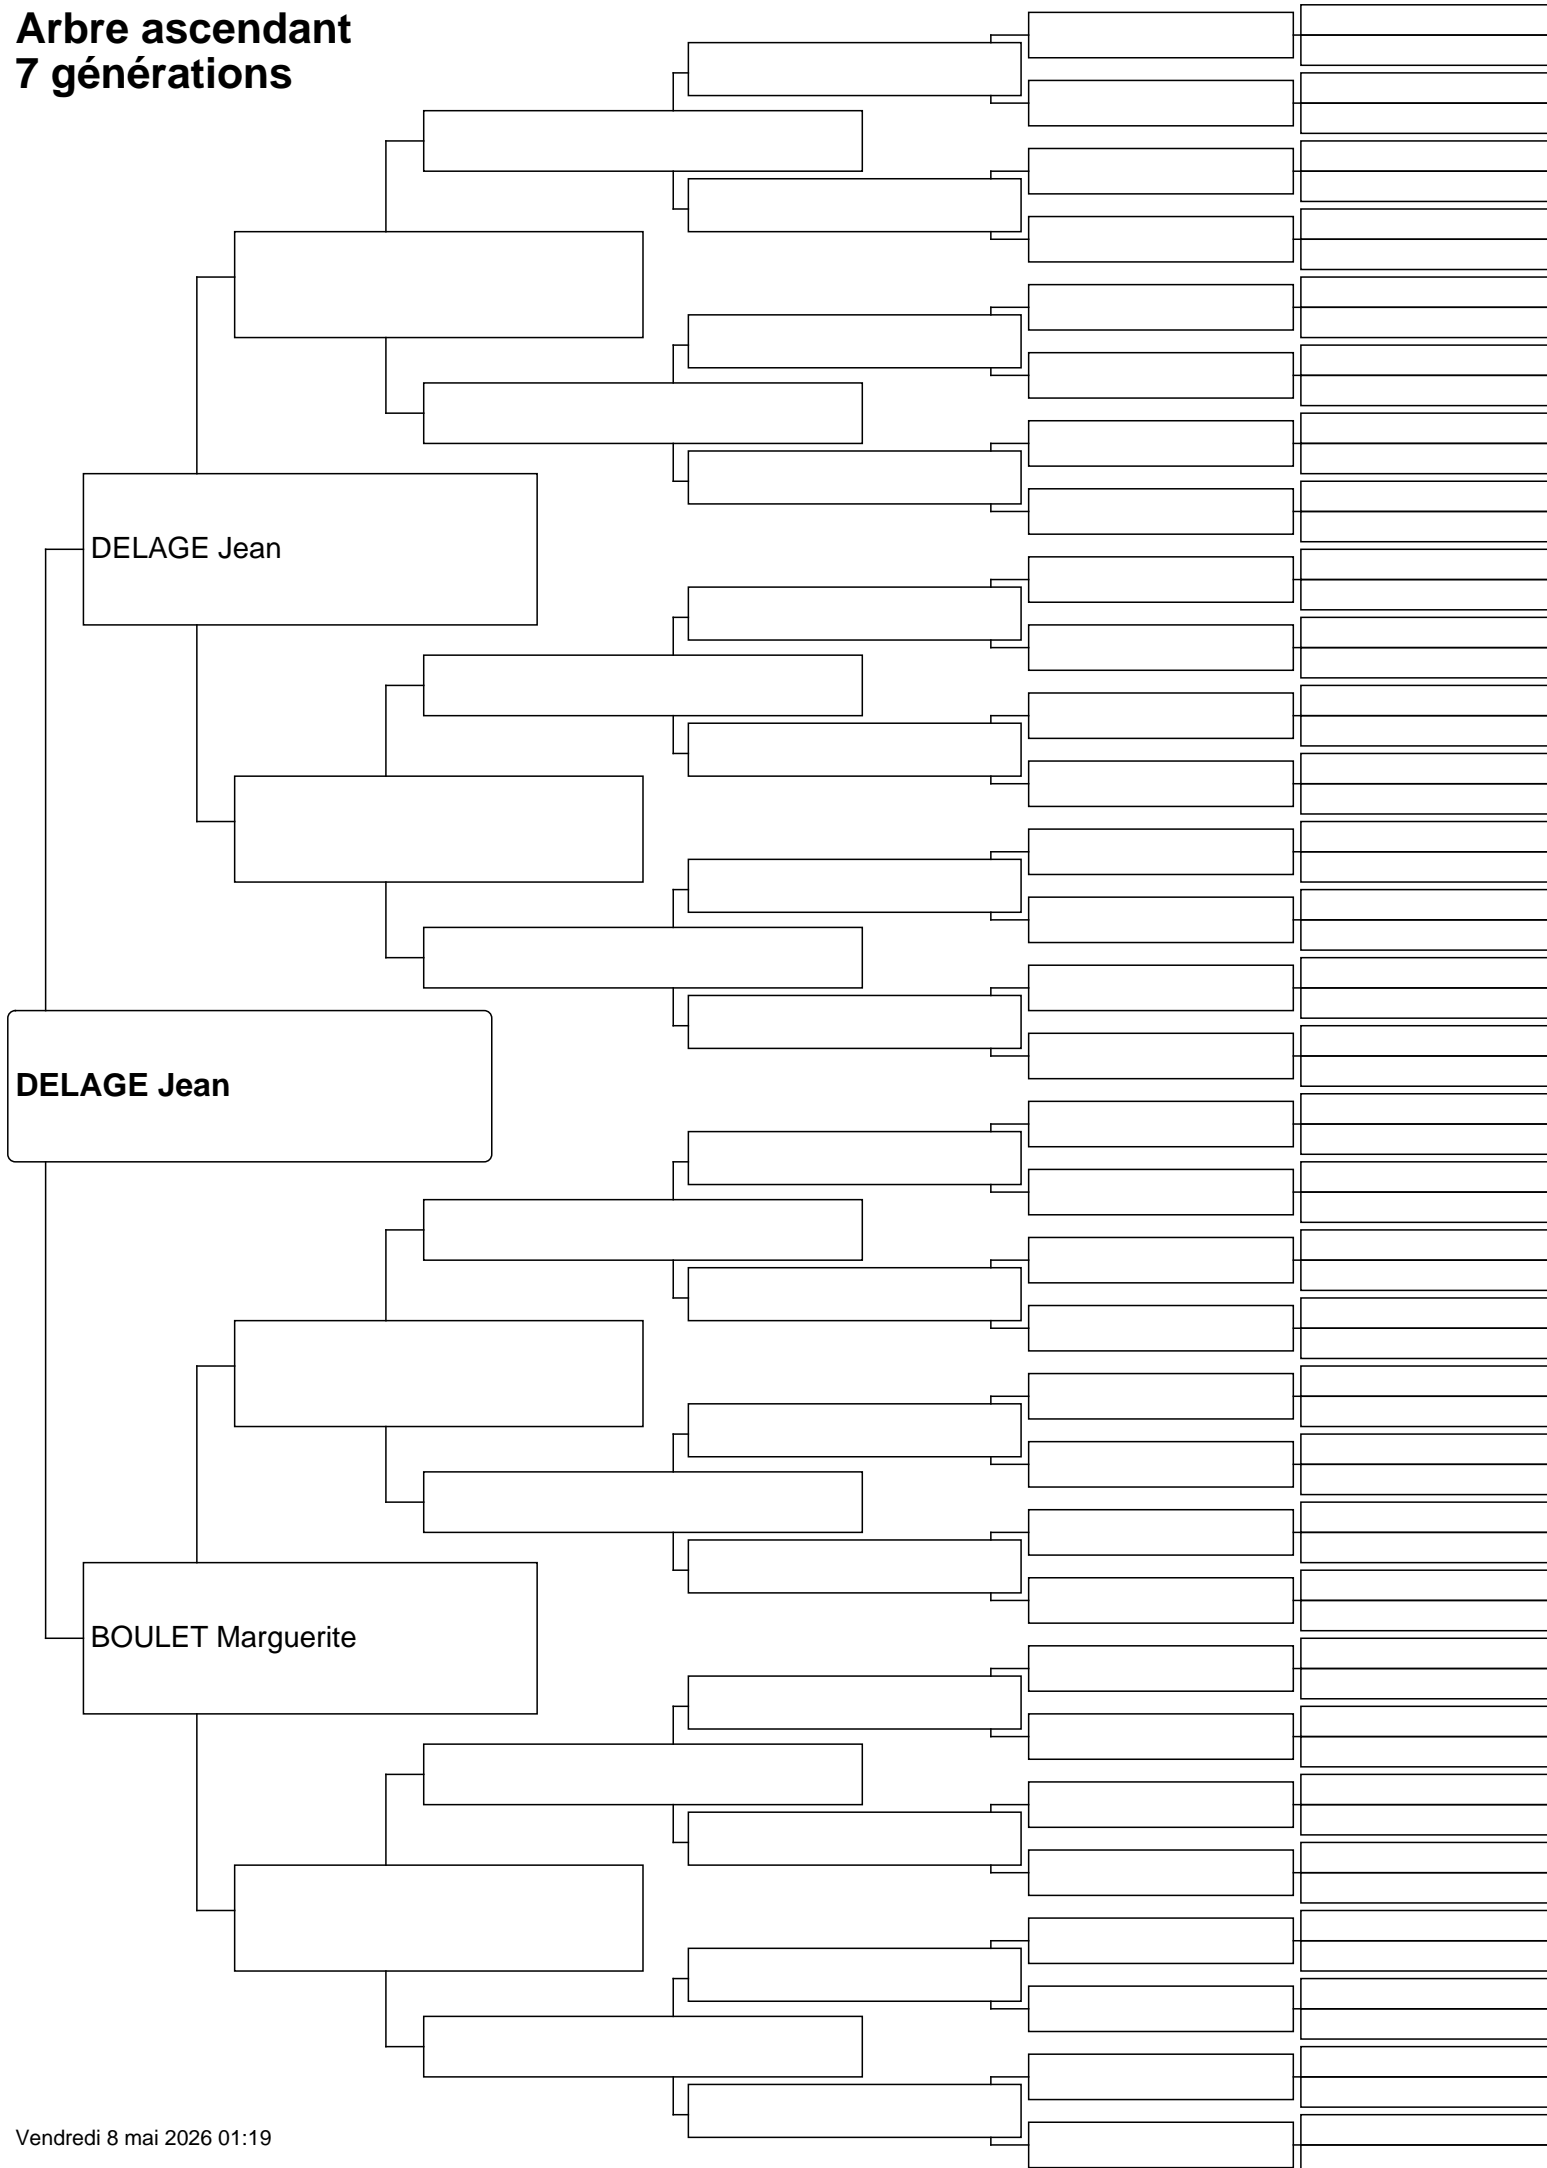 Arbre ascendant
7 générations
DELAGE Jean
DELAGE Jean
BOULET Marguerite
Vendredi 8 mai 2026 01:19